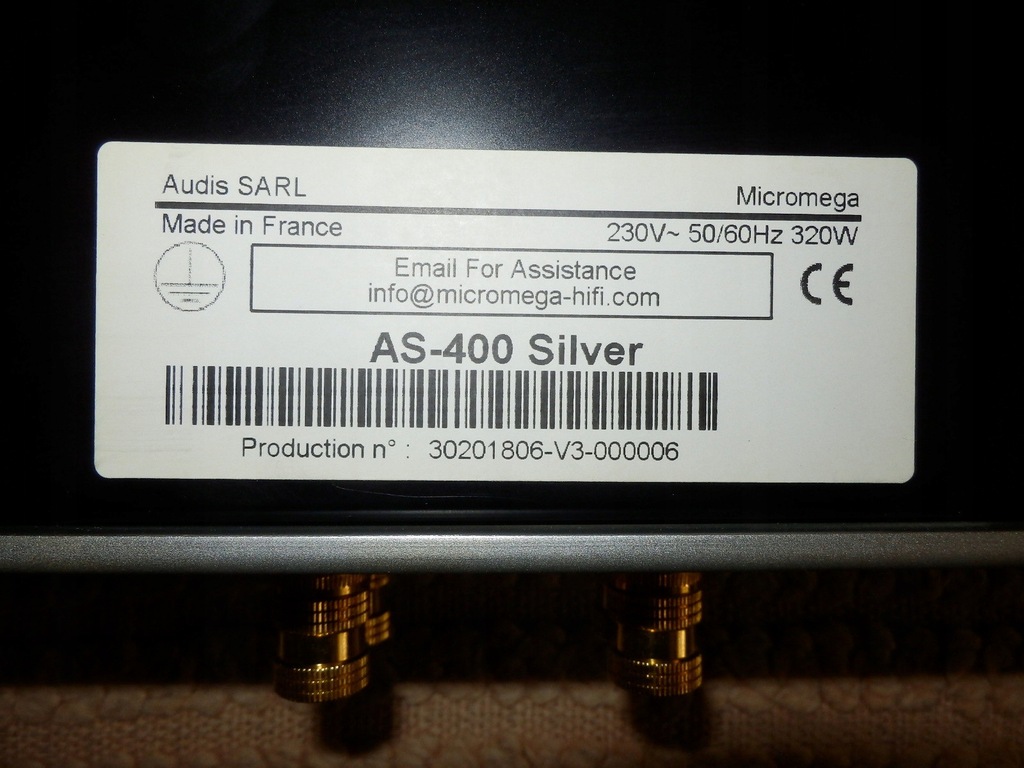 Audis SARL
Micromega
Made in France
230V~ 50/60Hz 320W
Email For Assistance
info@micromega-hifi.com
CE
AS-400 Silver
Production n° : 30201806-V3-000006